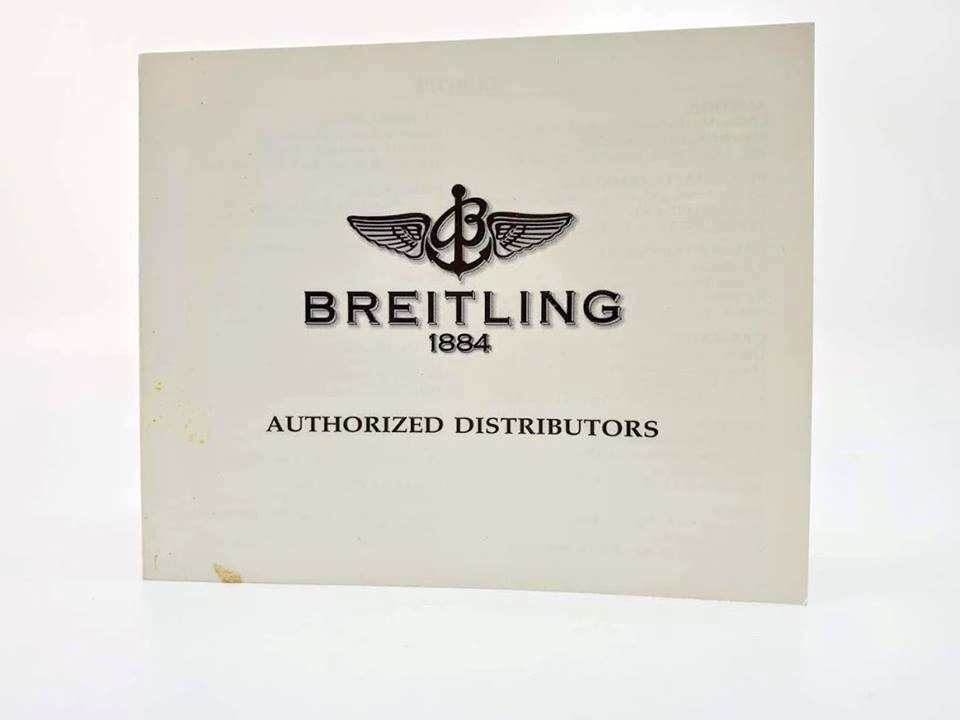 BREITLING
1884
AUTHORIZED DISTRIBUTORS